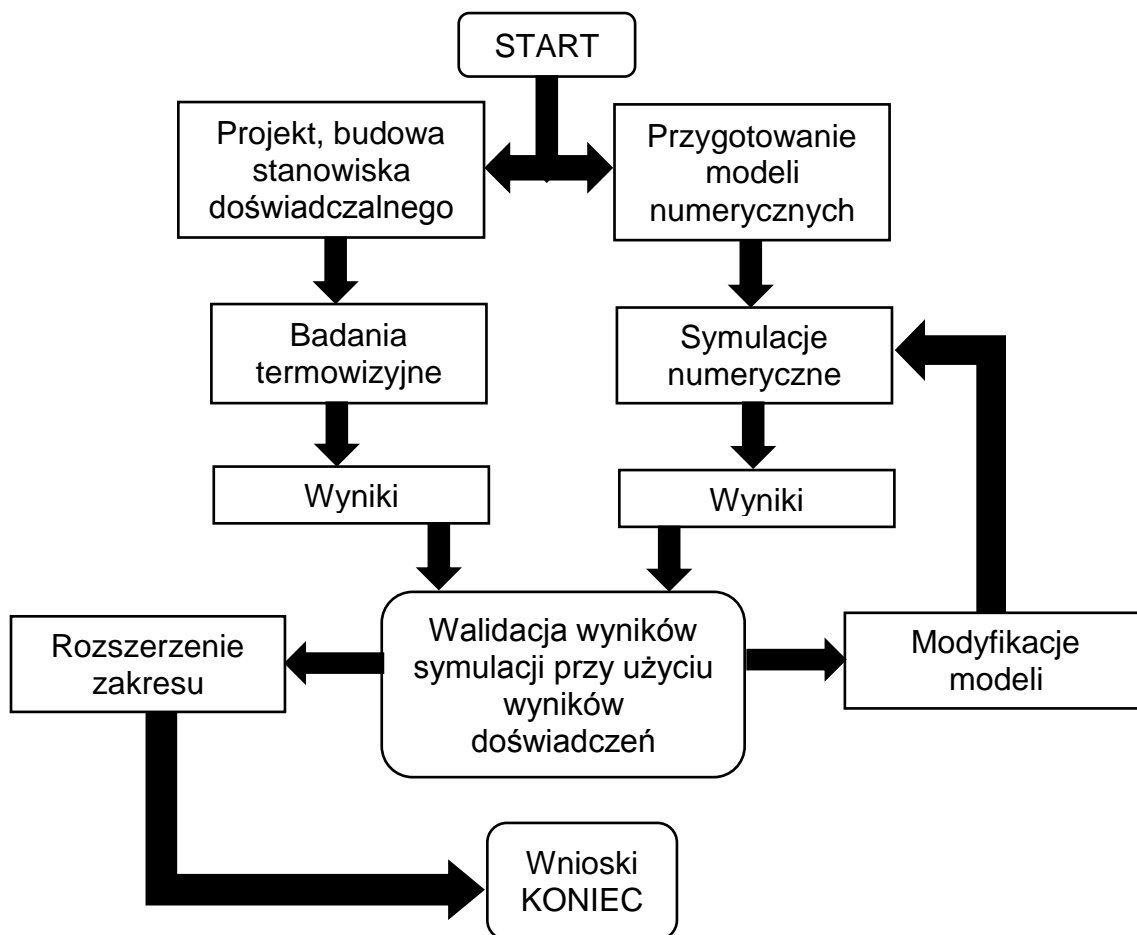 START
Projekt, budowa
stanowiska
doświadczalnego
Przygotowanie
modeli
numerycznych
Badania
termowizyjne
Symulacje
numeryczne
Wyniki
Wyniki
Rozszerzenie
zakresu
Walidacja wyników
symulacji przy użyciu
wyników
doświadczeń
Modyfikacje
modeli
Wnioski
KONIEC